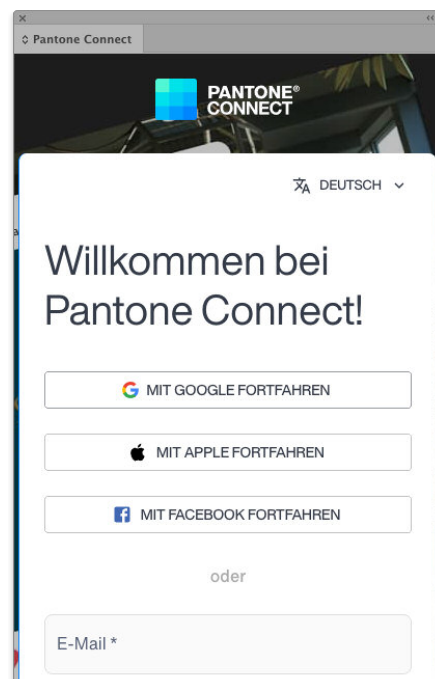 Pantone Connect
PANTONE®
CONNECT
DEUTSCH
Willkommen bei
Pantone Connect!
MIT GOOGLE FORTFAHREN
MIT APPLE FORTFAHREN
MIT FACEBOOK FORTFAHREN
oder
E-Mail *